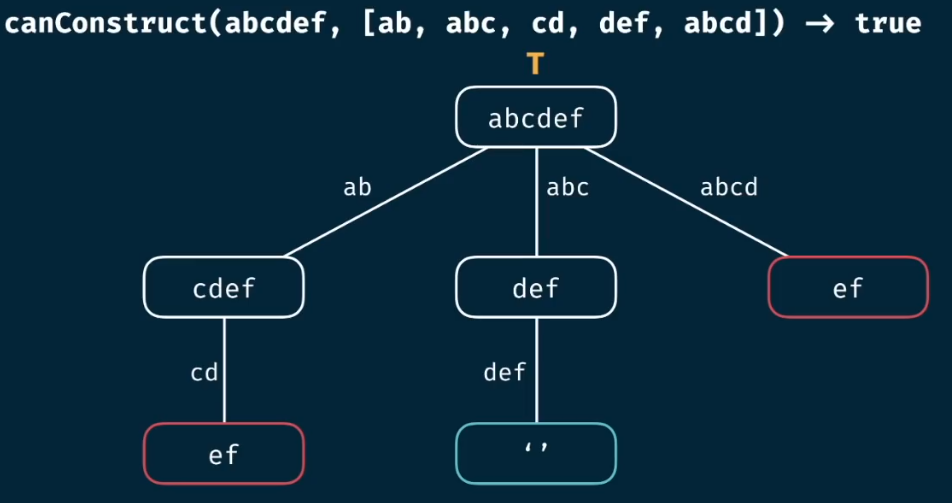 canConstruct(abcdef, [ab, abc, cd, def, abcd]) → true
T
abcdef
ab
abc
abcd
cdef
def
ef
cd
def
ef
‘’